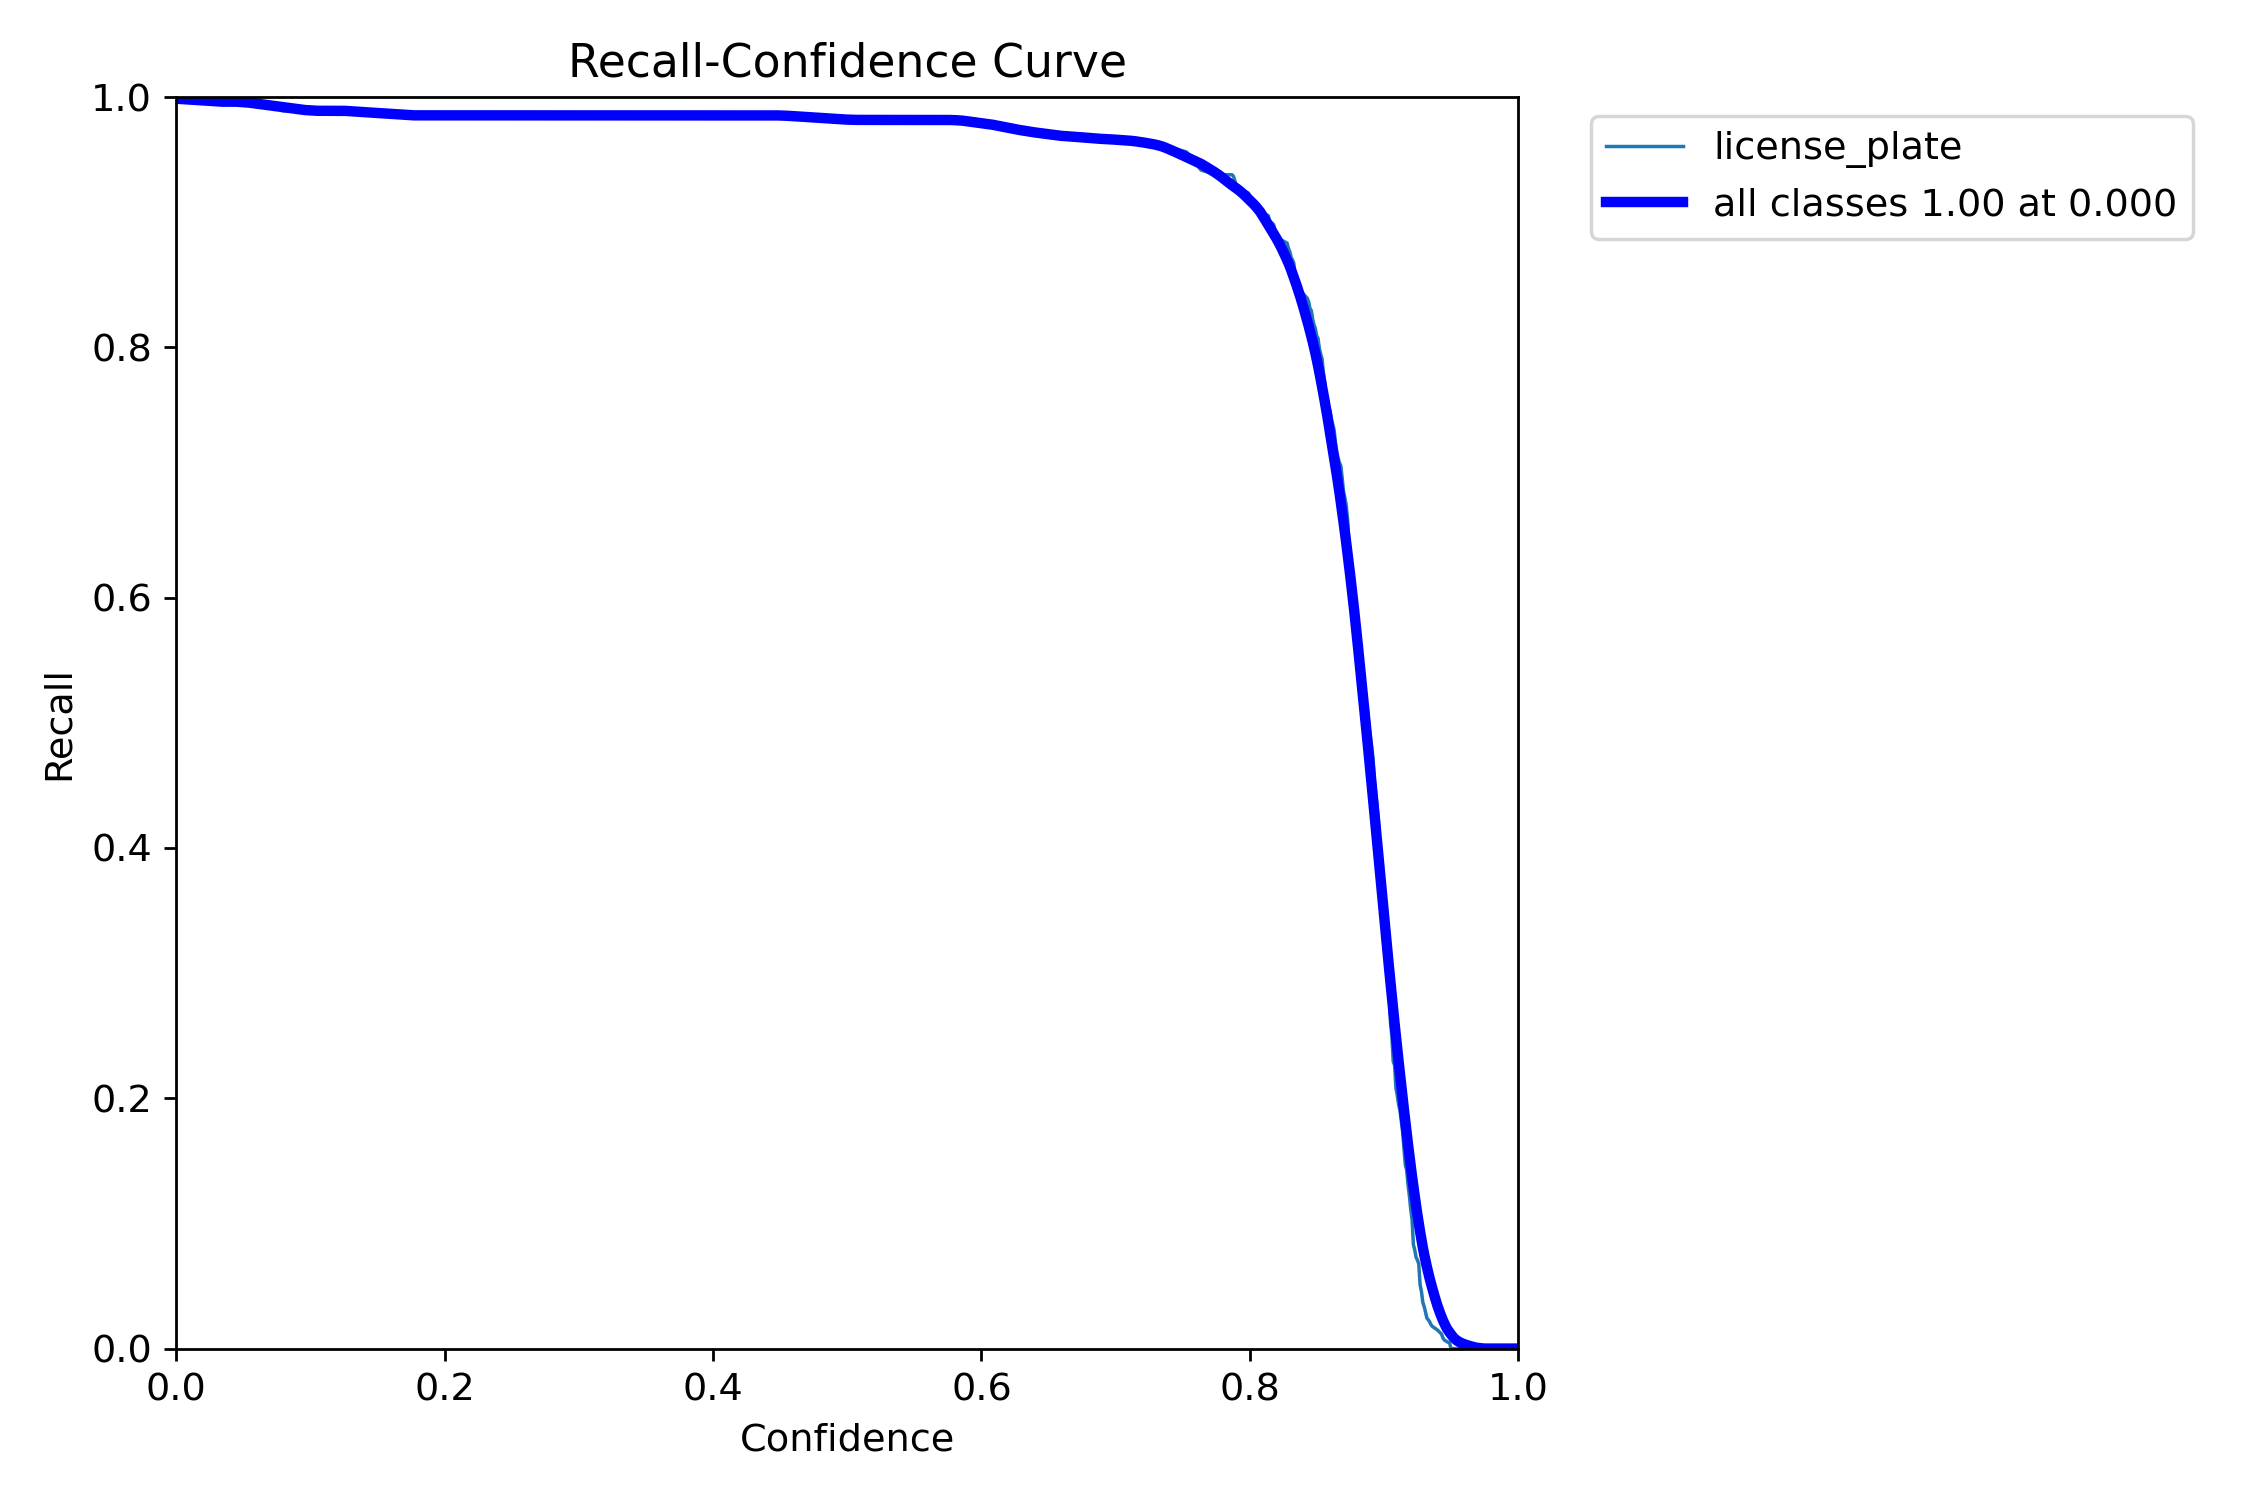 Recall-Confidence Curve
1.0
0.8
0.6
0.4
0.2
0.0
Recall
0.0 0.2 0.4 0.6 0.8 1.0
Confidence
license_plate
all classes 1.00 at 0.000